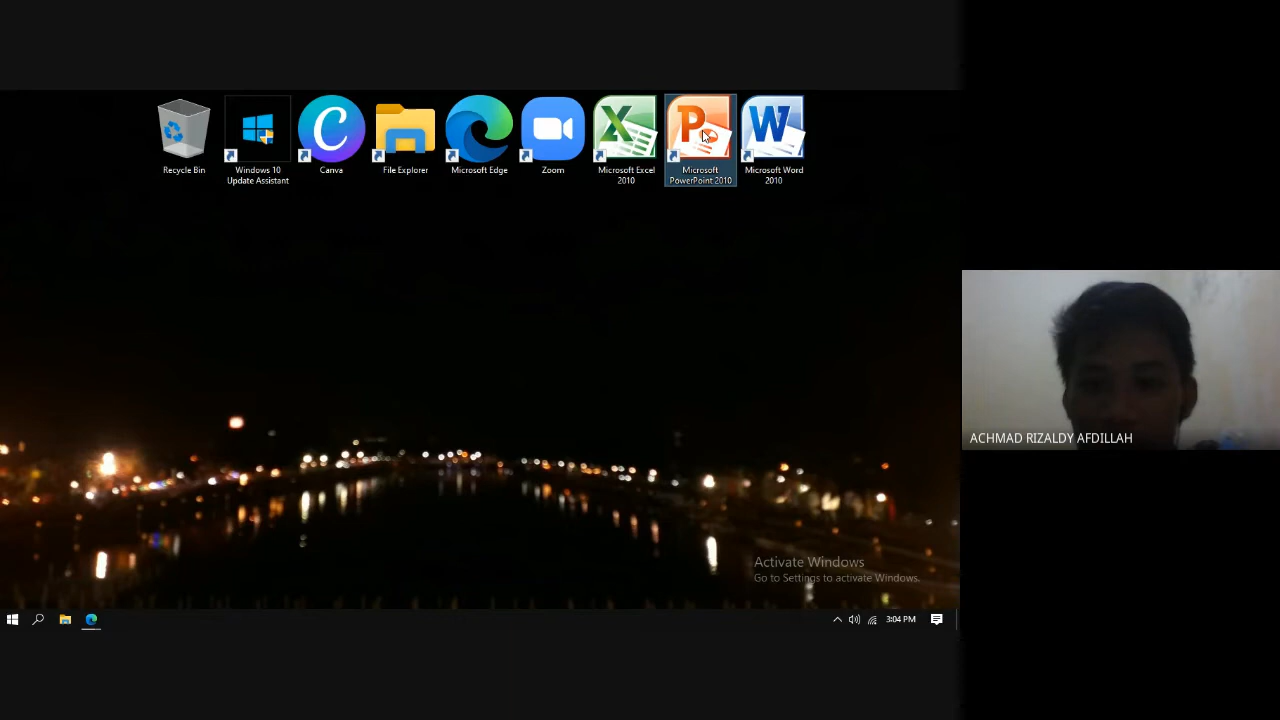 Recycle Bin
Windows 10
Update Assistant
Canva
File Explorer
Microsoft Edge
Zoom
Microsoft Excel
2010
Microsoft
PowerPoint 2010
Microsoft Word
2010
ACHMAD RIZALDY AFDILLAH
Activate Windows
Go to Settings to activate Windows.
3:04 PM